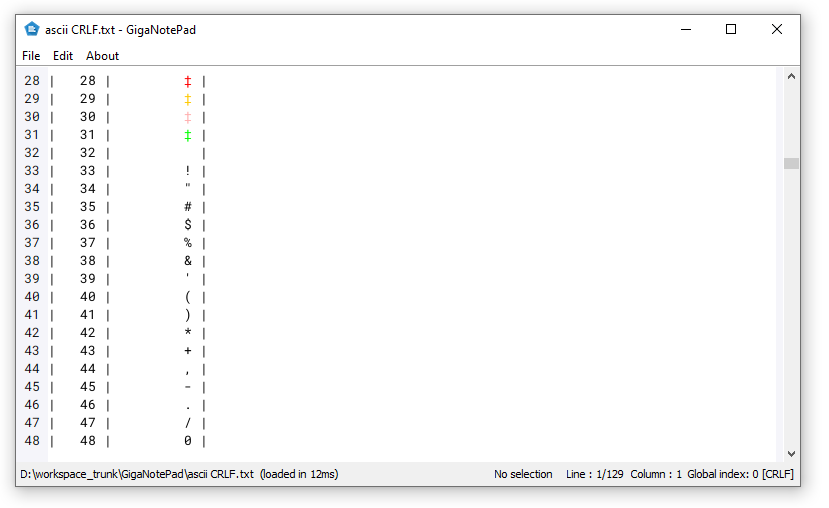 ascii CRLF.txt - GigaNotePad
File Edit About
28 | 28 | ‡ |
29 | 29 | ‡ |
30 | 30 | ‡ |
31 | 31 | ‡ |
32 | 32 | |
33 | 33 | ! |
34 | 34 | " |
35 | 35 | # |
36 | 36 | $ |
37 | 37 | % |
38 | 38 | & |
39 | 39 | ' |
40 | 40 | ( |
41 | 41 | ) |
42 | 42 | * |
43 | 43 | + |
44 | 44 | , |
45 | 45 | - |
46 | 46 | . |
47 | 47 | / |
48 | 48 | 0 |
D:\workspace_trunk\GigaNotePad\ascii CRLF.txt (loaded in 12ms) No selection Line : 1/129 Column : 1 Global index: 0 [CRLF]